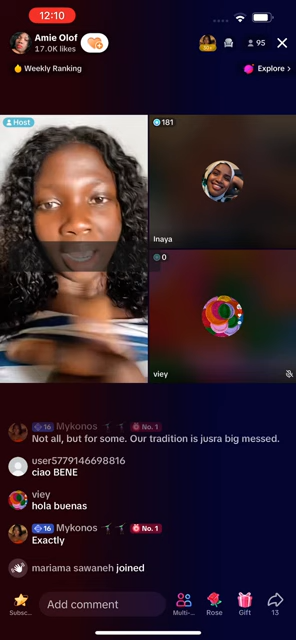 12:10
Amie Olof
17.0K likes
95
Weekly Ranking
Explore >
Host
181
Inaya
0
viey
16 Mykonos No. 1
Not all, but for some. Our tradition is jusra big messed.
user5779146698816
ciao BENE
viey
hola buenas
16 Mykonos No. 1
Exactly
mariama sawaneh joined
Subsc...
Add comment
Multi-...
Rose
Gift
13